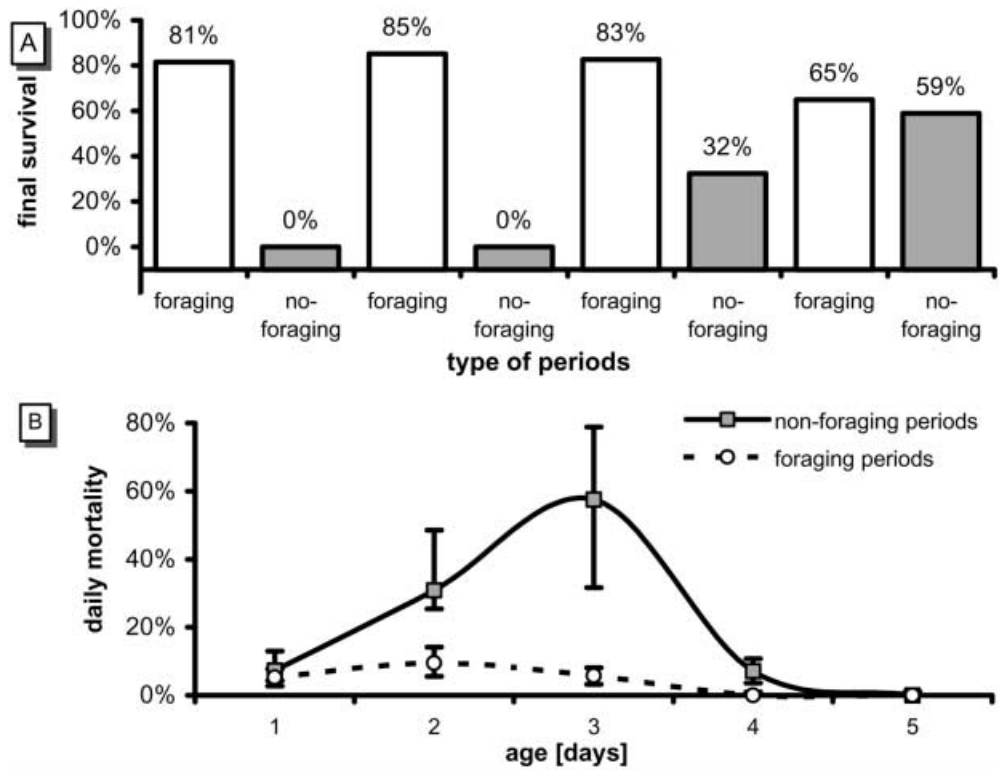 A
100%
80%
60%
40%
20%
0%
final survival
81%
0%
85%
0%
83%
32%
65%
59%
foraging
no-
foraging
foraging
no-
foraging
foraging
no-
foraging
foraging
no-
foraging
type of periods
B
80%
60%
40%
20%
0%
daily mortality
non-foraging periods
foraging periods
1
2
3
4
5
age [days]